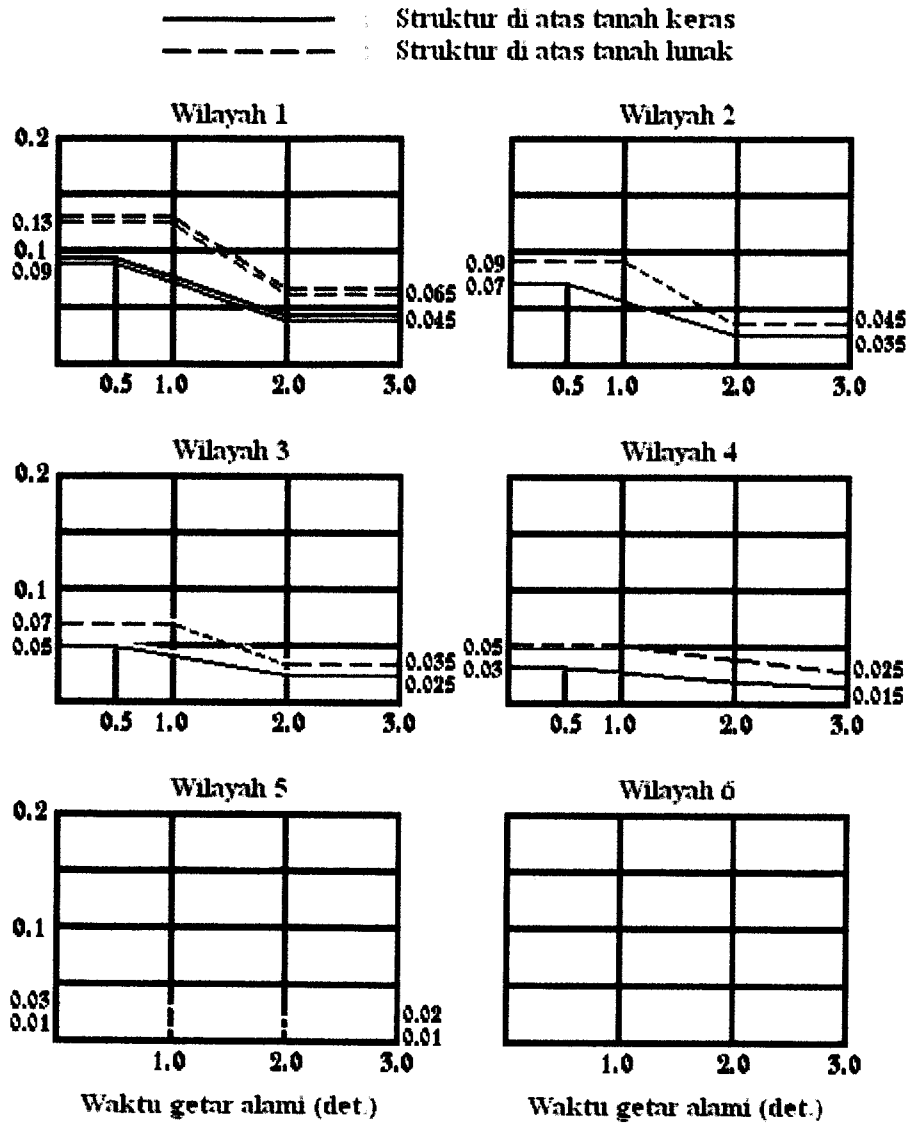 Struktur di atas tanah keras
: Struktur di atas tanah lunak
Wilayah 1
Wilayah 2
0.2
0.13
0.1
0.09
0.065
0.045
0.5 1.0 2.0 3.0
0.09
0.07
0.045
0.035
0.5 1.0 2.0 3.0
Wilayah 3
Wilayah 4
0.2
0.1
0.07
0.05
0.035
0.025
0.5 1.0 2.0 3.0
0.05
0.03
0.025
0.015
0.5 1.0 2.0 3.0
Wilayah 5
Wilayah 6
0.2
0.1
0.03
0.01
0.02
0.01
1.0 2.0 3.0
1.0 2.0 3.0
Waktu getar alami (det.)
Waktu getar alami (det.)